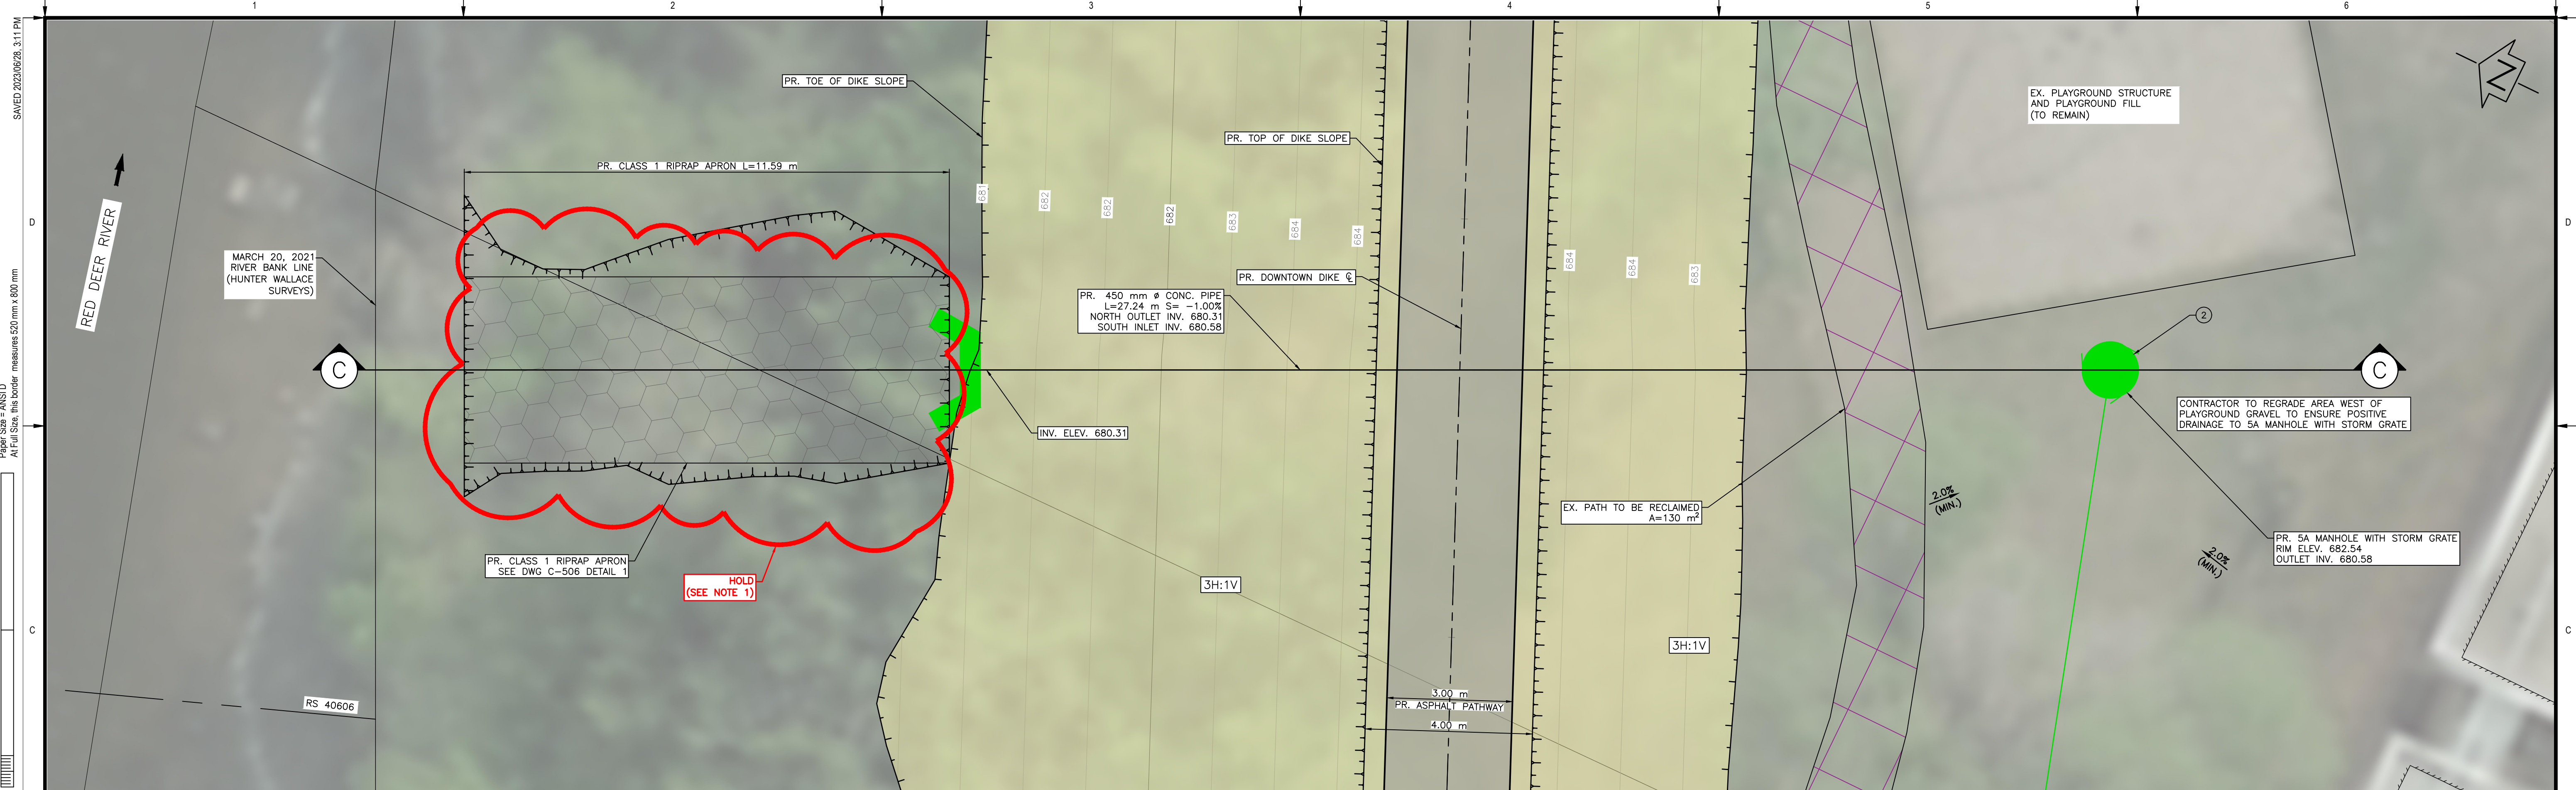 1
2
3
4
5
6
SAVED 2023/06/28, 3:11 PM
Paper Size = ANSI D
At Full Size, this border measures 520 mm x 800 mm
D
C
D
C
RED DEER RIVER
MARCH 20, 2021
RIVER BANK LINE
(HUNTER WALLACE
SURVEYS)
C
RS 40606
PR. CLASS 1 RIPRAP APRON L=11.59 m
PR. CLASS 1 RIPRAP APRON
SEE DWG C-506 DETAIL 1
HOLD
(SEE NOTE 1)
PR. TOE OF DIKE SLOPE
681
682
682
682
683
684
684
PR. TOP OF DIKE SLOPE
PR. DOWNTOWN DIKE ℄
PR. 450 mm ø CONC. PIPE
L=27.24 m S= -1.00%
NORTH OUTLET INV. 680.31
SOUTH INLET INV. 680.58
INV. ELEV. 680.31
3H:1V
3.00 m
PR. ASPHALT PATHWAY
4.00 m
684
684
683
3H:1V
EX. PATH TO BE RECLAIMED
A=130 m²
EX. PLAYGROUND STRUCTURE
AND PLAYGROUND FILL
(TO REMAIN)
N
2
C
CONTRACTOR TO REGRADE AREA WEST OF
PLAYGROUND GRAVEL TO ENSURE POSITIVE
DRAINAGE TO 5A MANHOLE WITH STORM GRATE
2.0%
(MIN.)
2.0%
(MIN.)
PR. 5A MANHOLE WITH STORM GRATE
RIM ELEV. 682.54
OUTLET INV. 680.58